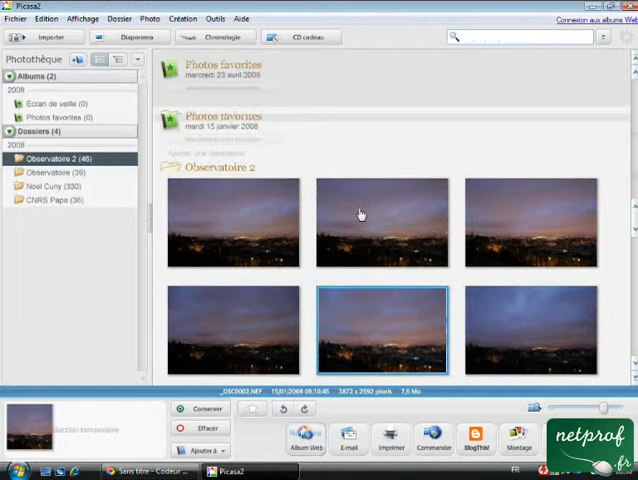 Picasa2
Fichier Edition Affichage Dossier Photo Création Outils Aide
Connexion aux albums Web
Importer Diaporama Chronologie CD cadeau
Photothèque
Albums (2)
2008
Écran de veille (0)
Photos favorites (0)
Dossiers (4)
2008
Observatoire 2 (46)
Observatoire (39)
Noel Cuny (330)
CNRS Papa (36)
Photos favorites
mercredi 23 avril 2008
Photos favorites
mardi 15 janvier 2008
Ajouter une description
Observatoire 2
_DSC0002.NEF 15/01/2008 09:10:45 3872 x 2592 pixels 7,6 Mo
Conserver
Effacer
Ajouter à
Album Web E-mail Imprimer Commander BlogThis! Montage
netprof
.fr
Sans titre - Codeur ... Picasa2 FR